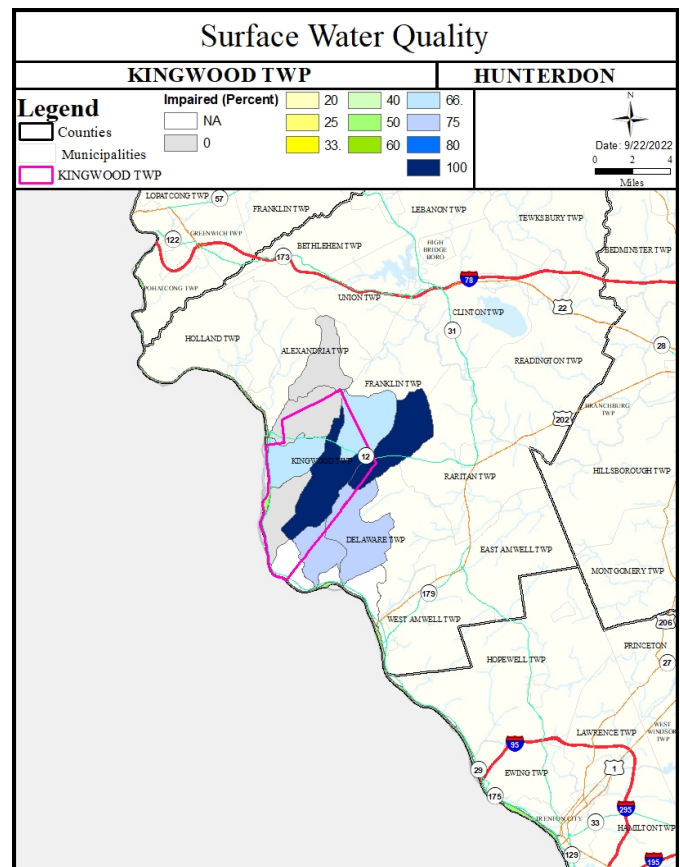 Surface Water Quality
KINGWOOD TWP
HUNTERDON
Legend
Counties
Municipalities
KINGWOOD TWP
Impaired (Percent)
NA
0
20
25
33.
40
50
60
66.
75
80
100
N
Date: 9/22/2022
0 2 4
Miles
LOPATCONG TWP
57
FRANKLIN TWP
LEBANON TWP
TEWKSBURY TWP
122
GREENWICH TWP
BETHLEHEM TWP
HIGH
BRIDGE
BORO
BEDMINSTER TWP
173
78
POHATCONG TWP
UNION TWP
CLINTON TWP
22
31
HOLLAND TWP
ALEXANDRIA TWP
28
READINGTON TWP
FRANKLIN TWP
BRANCHBURG
TWP
202
12
KINGWOOD TWP
HILLSBOROUGH TWP
RARITAN TWP
DELAWARE TWP
EAST AMWELL TWP
MONTGOMERY TWP
179
WEST AMWELL TWP
206
PRINCETON
HOPEWELL TWP
27
WEST
WINDSOR
TWP
LAWRENCE TWP
95
29
EWING TWP
1
175
295
TRENTON CITY
33
HAMILTON TWP
129
195